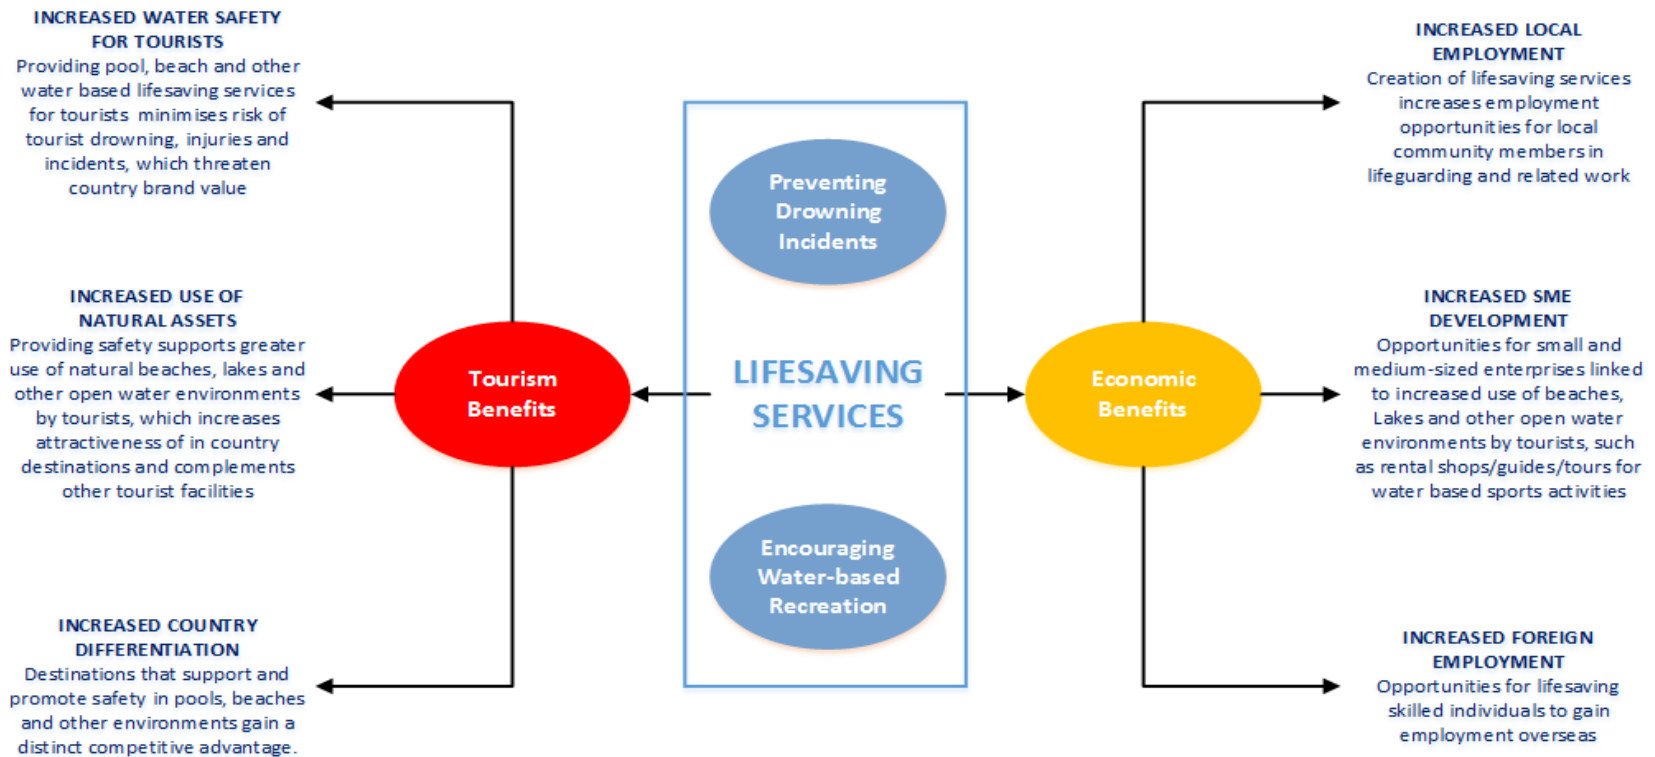 INCREASED WATER SAFETY
FOR TOURISTS
Providing pool, beach and other
water based lifesaving services
for tourists minimises risk of
tourist drowning, injuries and
incidents, which threaten
country brand value
INCREASED USE OF
NATURAL ASSETS
Providing safety supports greater
use of natural beaches, lakes and
other open water environments
by tourists, which increases
attractiveness of in country
destinations and complements
other tourist facilities
INCREASED COUNTRY
DIFFERENTIATION
Destinations that support and
promote safety in pools, beaches
and other environments gain a
distinct competitive advantage.
Tourism
Benefits
Preventing
Drowning
Incidents
LIFESAVING
SERVICES
Encouraging
Water-based
Recreation
Economic
Benefits
INCREASED LOCAL
EMPLOYMENT
Creation of lifesaving services
increases employment
opportunities for local
community members in
lifeguarding and related work
INCREASED SME
DEVELOPMENT
Opportunities for small and
medium-sized enterprises linked
to increased use of beaches,
Lakes and other open water
environments by tourists, such
as rental shops/guides/tours for
water based sports activities
INCREASED FOREIGN
EMPLOYMENT
Opportunities for lifesaving
skilled individuals to gain
employment overseas